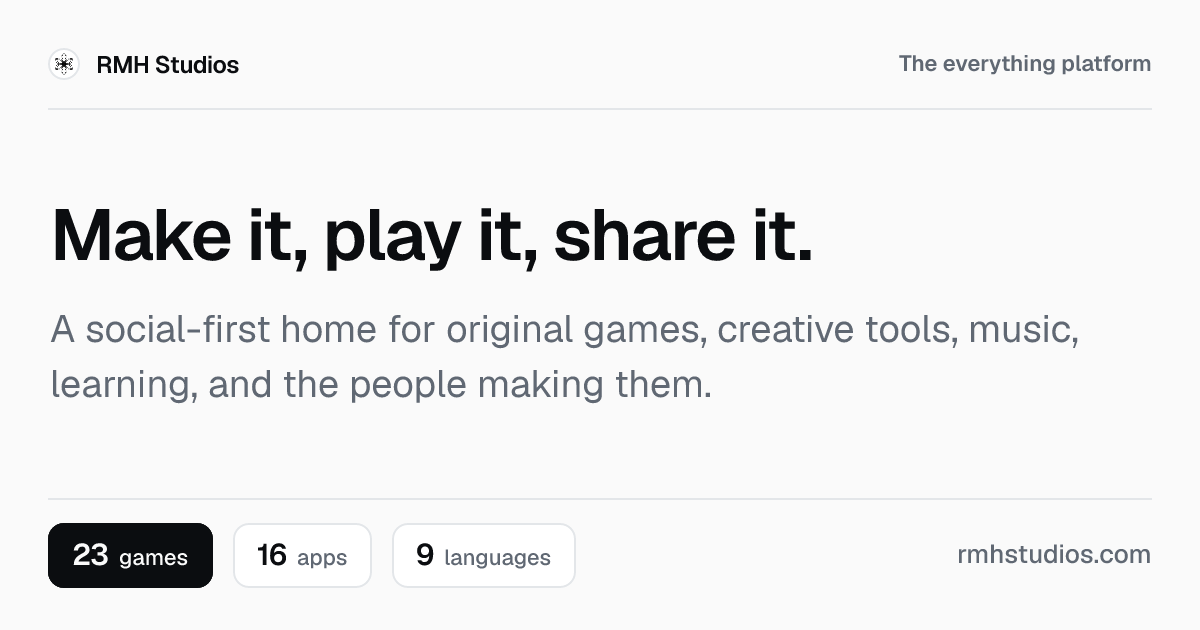 RMH Studios
The everything platform
Make it, play it, share it.
A social-first home for original games, creative tools, music,
learning, and the people making them.
23 games
16 apps
9 languages
rmhstudios.com